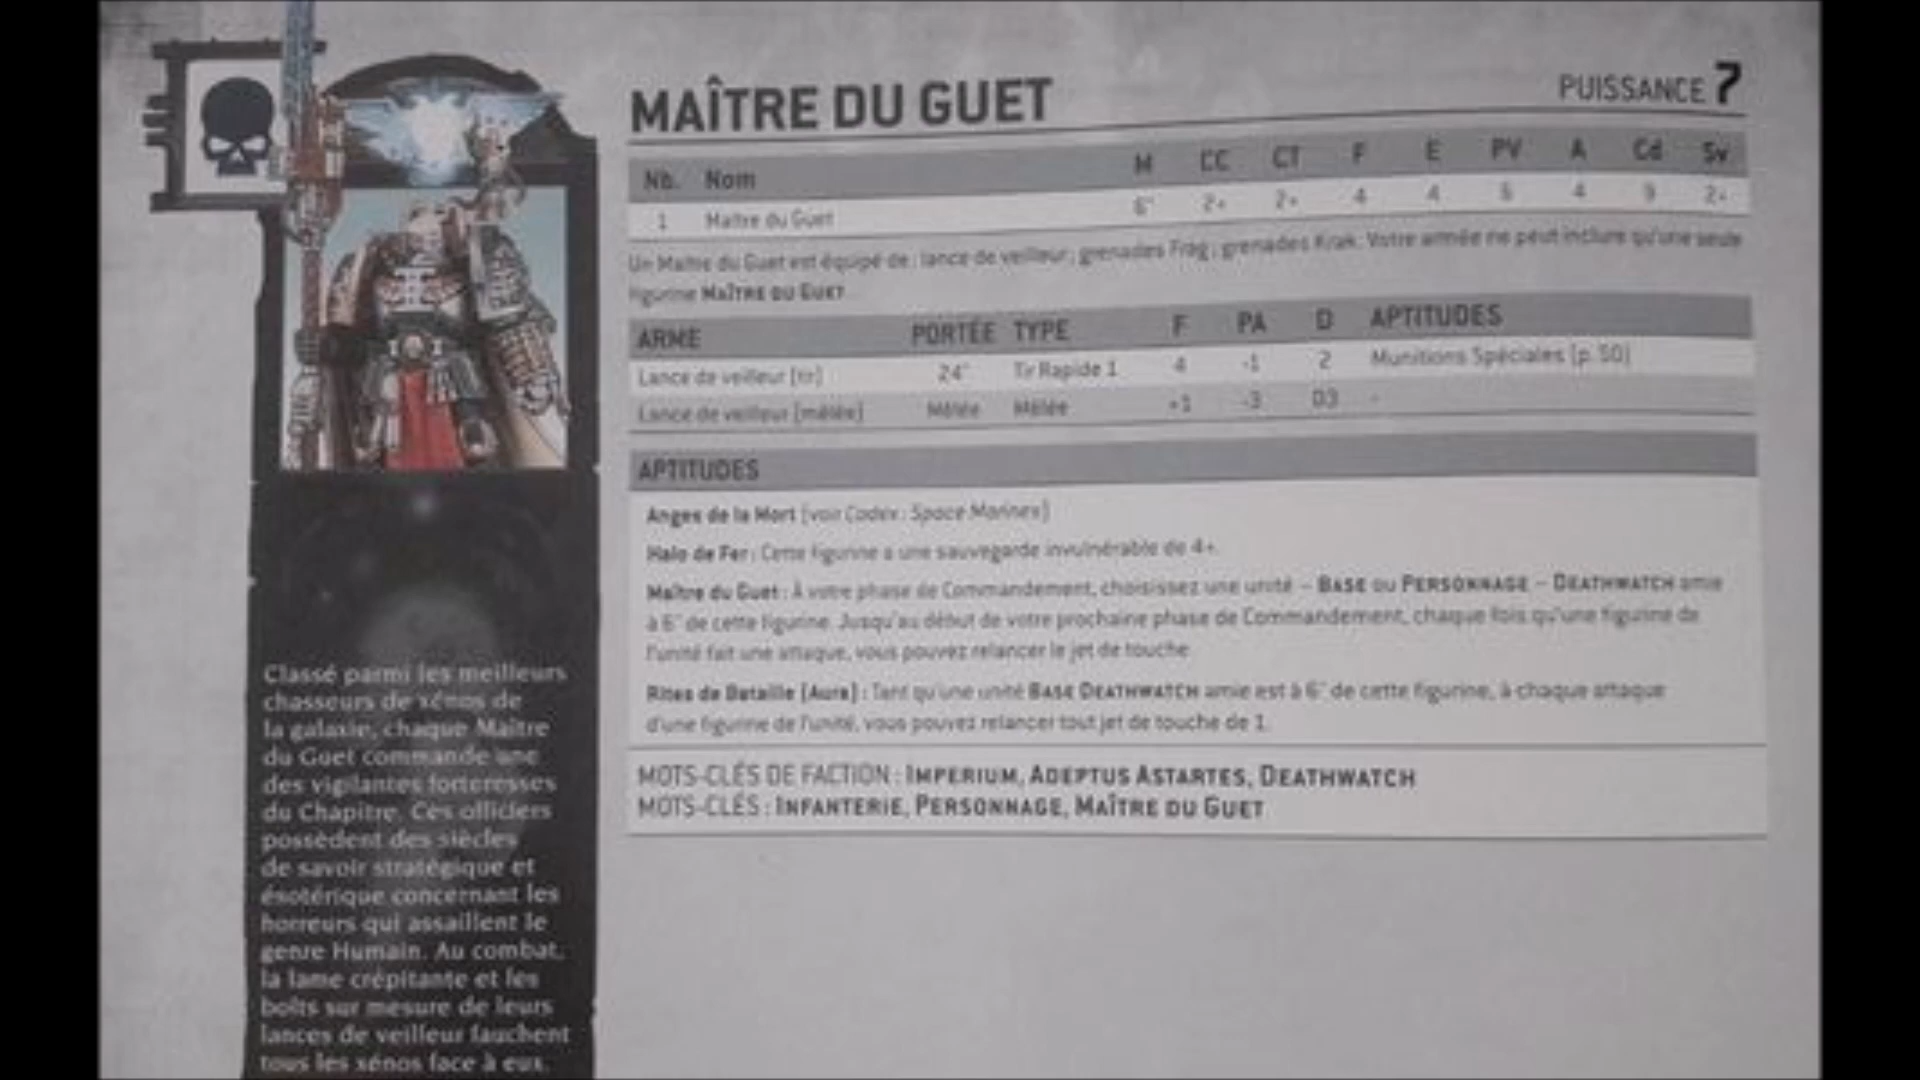 MAÎTRE DU GUET
PUISSANCE 7
Nb. Nom M CC CT F E PV A Cd Sv
1 Maître du Guet 6" 2+ 2+ 4 4 4 9 2+
Un Maître du Guet est équipé de : lance de veilleur ; grenades Frag ; grenades Krak. Votre armée ne peut inclure qu'une seule
figurine MAÎTRE DU GUET.
ARME PORTÉE TYPE F PA D APTITUDES
Lance de veilleur (tir) 24" Tir Rapide 1 4 -1 2 Munitions Spéciales (p. 50)
Lance de veilleur (mêlée) Mêlée Mêlée +1 -3 D3 -
APTITUDES
Anges de la Mort (voir Codex : Space Marines)
Halo de Fer : Cette figurine a une sauvegarde invulnérable de 4+.
Maître du Guet : À votre phase de Commandement, choisissez une unité – BASE ou PERSONNAGE – DEATHWATCH amie
à 6" de cette figurine. Jusqu'au début de votre prochaine phase de Commandement, chaque fois qu'une figurine de
l'unité fait une attaque, vous pouvez relancer le jet de touche.
Rites de Bataille (Aura) : Tant qu'une unité BASE DEATHWATCH amie est à 6" de cette figurine, à chaque attaque
d'une figurine de l'unité, vous pouvez relancer tout jet de touche de 1.
MOTS-CLÉS DE FACTION : IMPERIUM, ADEPTUS ASTARTES, DEATHWATCH
MOTS-CLÉS : INFANTERIE, PERSONNAGE, MAÎTRE DU GUET
Classé parmi les meilleurs
chasseurs de xénos de
la galaxie, chaque Maître
du Guet commande une
des vigilantes forteresses
du Chapitre. Ces officiers
possèdent des siècles
de savoir stratégique et
ésotérique concernant les
horreurs qui assaillent le
genre Humain. Au combat,
la lame crépitante et les
bolts sur mesure de leurs
lances de veilleur fauchent
tous les xénos face à eux.